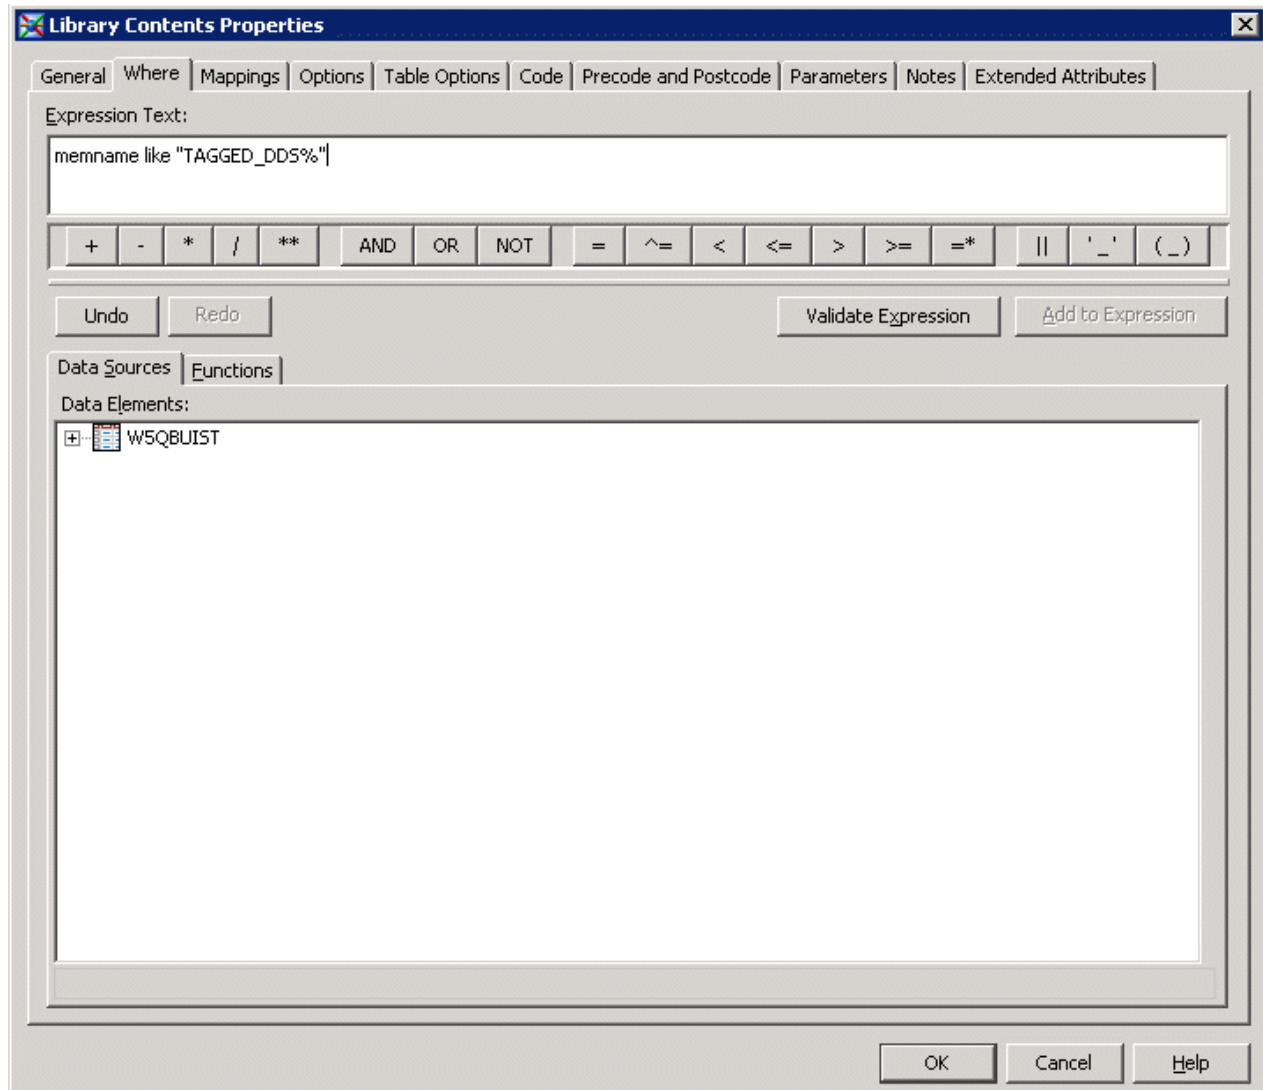 Library Contents Properties
General Where Mappings Options Table Options Code Precode and Postcode Parameters Notes Extended Attributes
Expression Text:
memname like "TAGGED_DDS%"
+ - * / ** AND OR NOT = ^= < <= > >= =* || '_' (_)
Undo Redo Validate Expression Add to Expression
Data Sources Functions
Data Elements:
W5QBUIST
OK Cancel Help